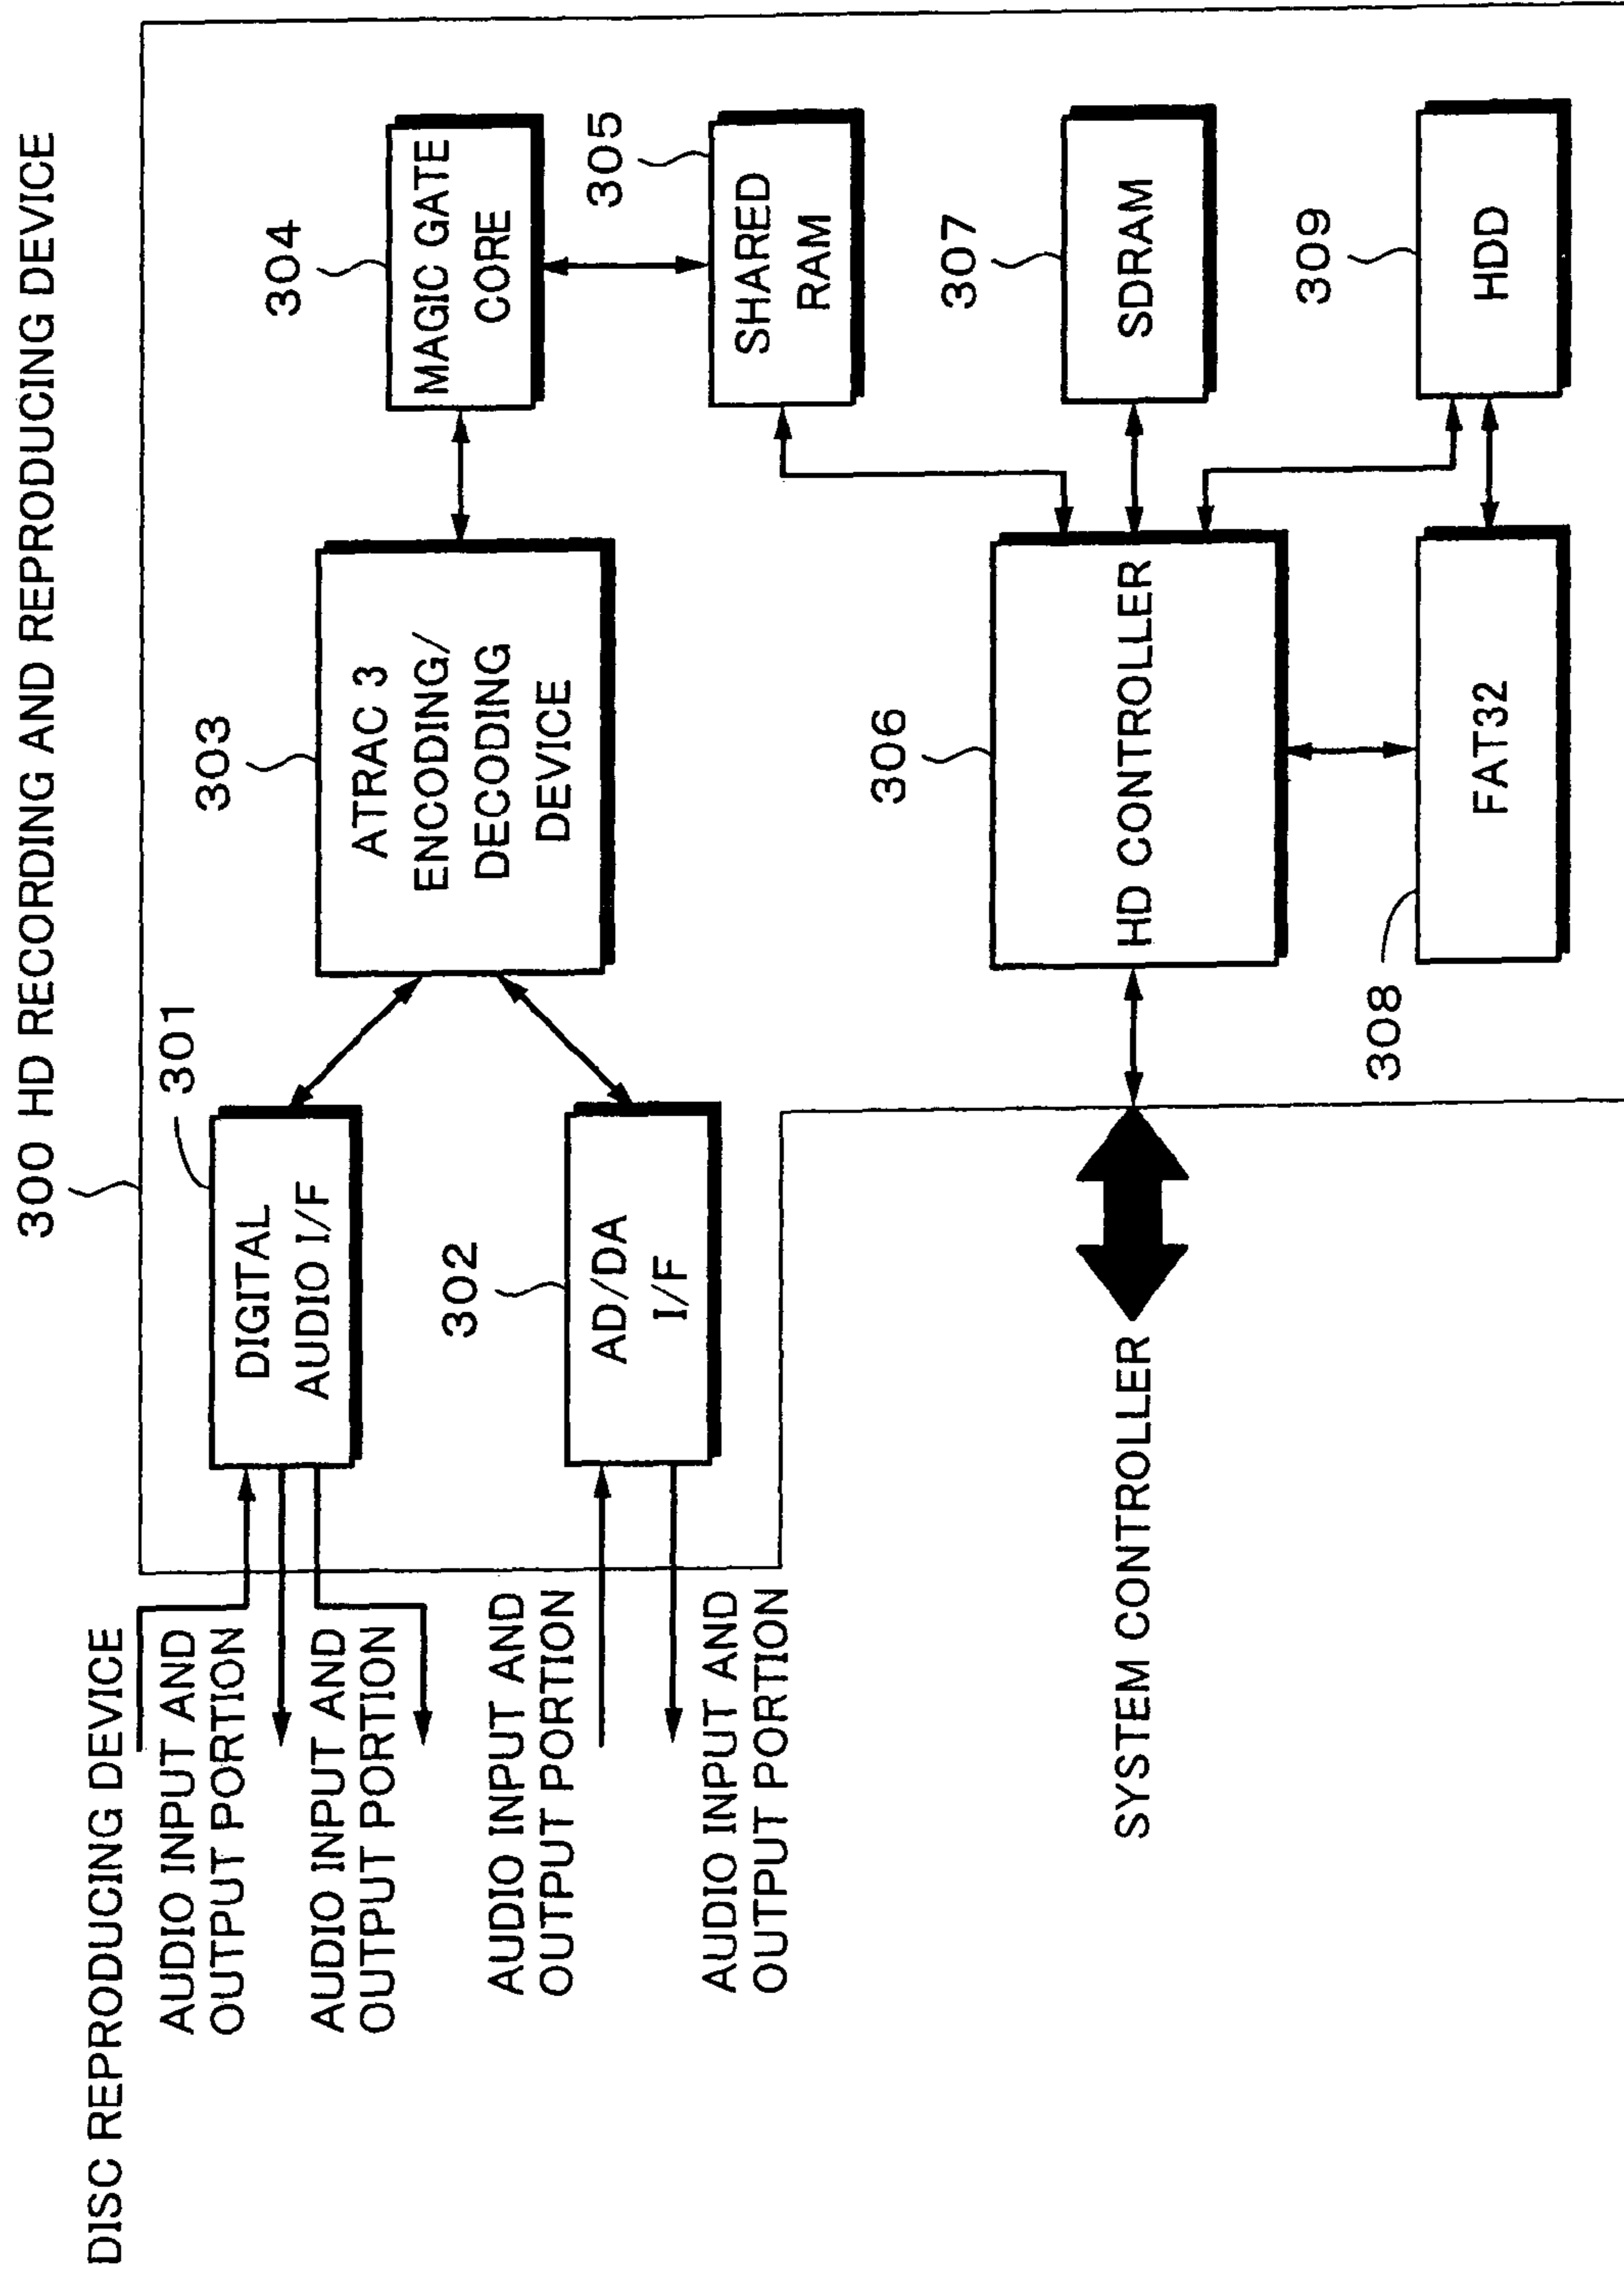 300 HD RECORDING AND REPRODUCING DEVICE
DISC REPRODUCING DEVICE
AUDIO INPUT AND
OUTPUT PORTION
AUDIO INPUT AND
OUTPUT PORTION
301
DIGITAL
AUDIO I/F
AUDIO INPUT AND
OUTPUT PORTION
AUDIO INPUT AND
OUTPUT PORTION
302
AD/DA
I/F
303
ATRAC 3
ENCODING/
DECODING
DEVICE
304
MAGIC GATE
CORE
305
SHARED
RAM
SYSTEM CONTROLLER
306
HD CONTROLLER
307
SDRAM
308
FAT32
309
HDD